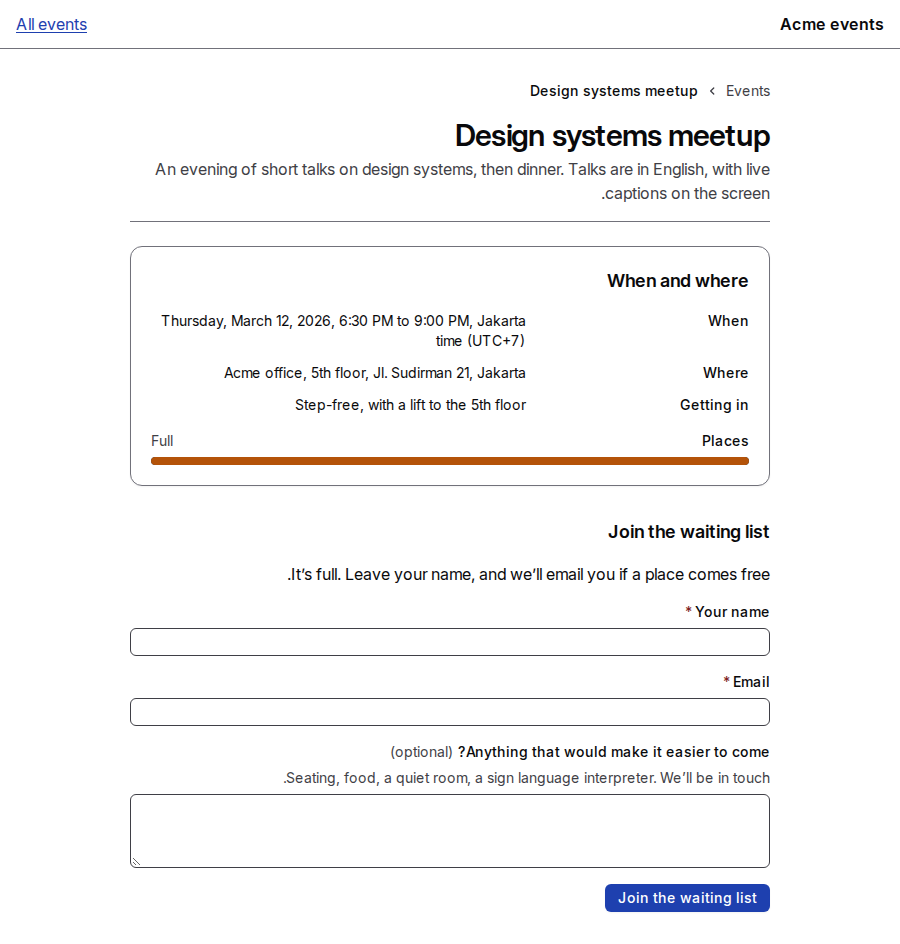 Acme events
All events
Events › Design systems meetup
Design systems meetup
An evening of short talks on design systems, then dinner. Talks are in English, with live
captions on the screen.
When and where
When
Thursday, March 12, 2026, 6:30 PM to 9:00 PM, Jakarta
time (UTC+7)
Where
Acme office, 5th floor, Jl. Sudirman 21, Jakarta
Getting in
Step-free, with a lift to the 5th floor
Places
Full
Join the waiting list
It’s full. Leave your name, and we’ll email you if a place comes free.
Your name *
Email *
Anything that would make it easier to come? (optional)
Seating, food, a quiet room, a sign language interpreter. We’ll be in touch.
Join the waiting list